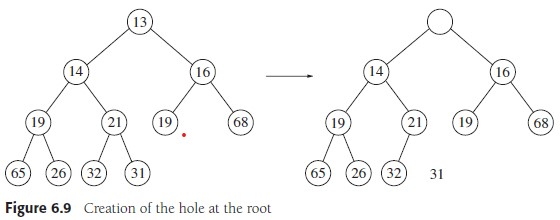 13
14 16 14 16
19 21 19 68 19 21 19 68
65 26 32 31 65 26 32 31
Figure 6.9 Creation of the hole at the root